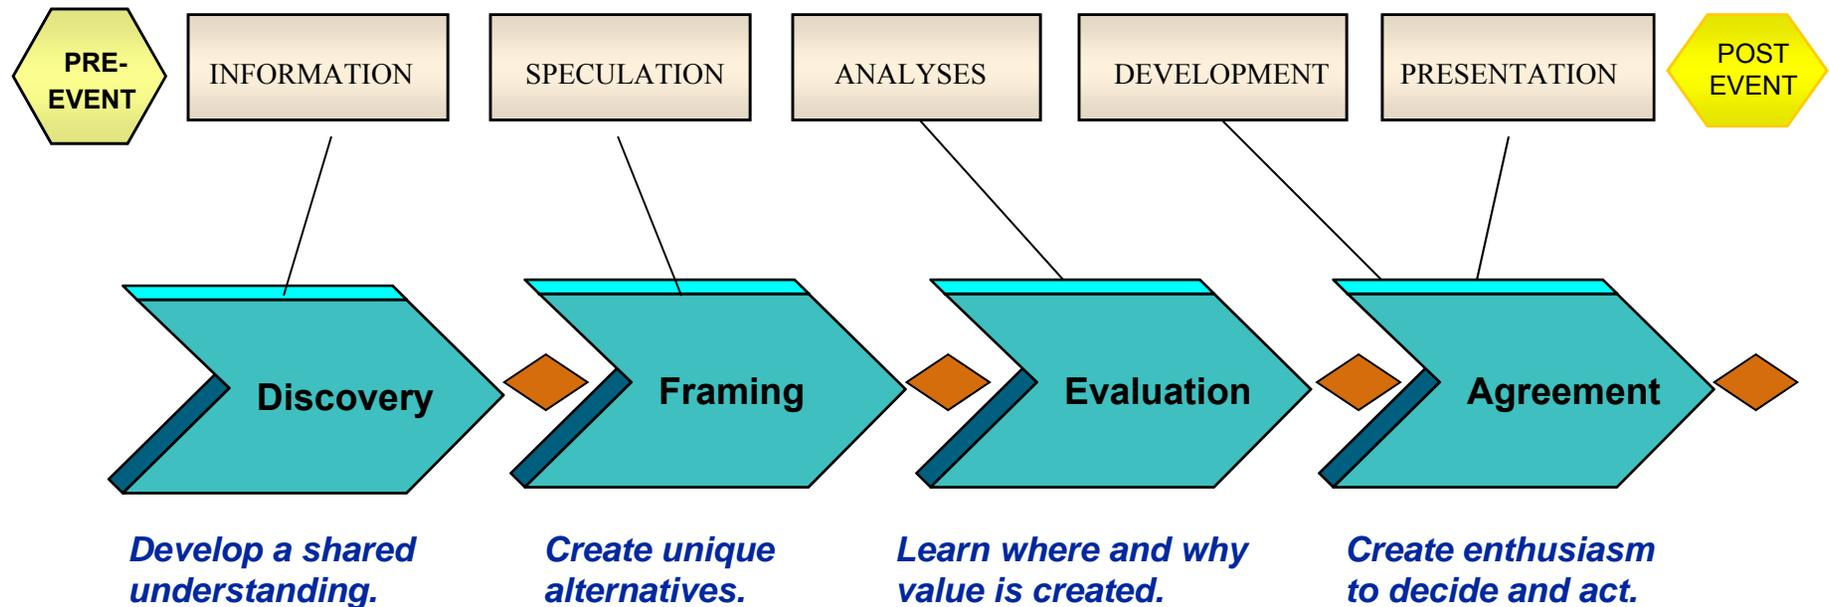 PRE-
EVENT
INFORMATION
SPECULATION
ANALYSES
DEVELOPMENT
PRESENTATION
POST
EVENT
Discovery
Framing
Evaluation
Agreement
Develop a shared
understanding.
Create unique
alternatives.
Learn where and why
value is created.
Create enthusiasm
to decide and act.